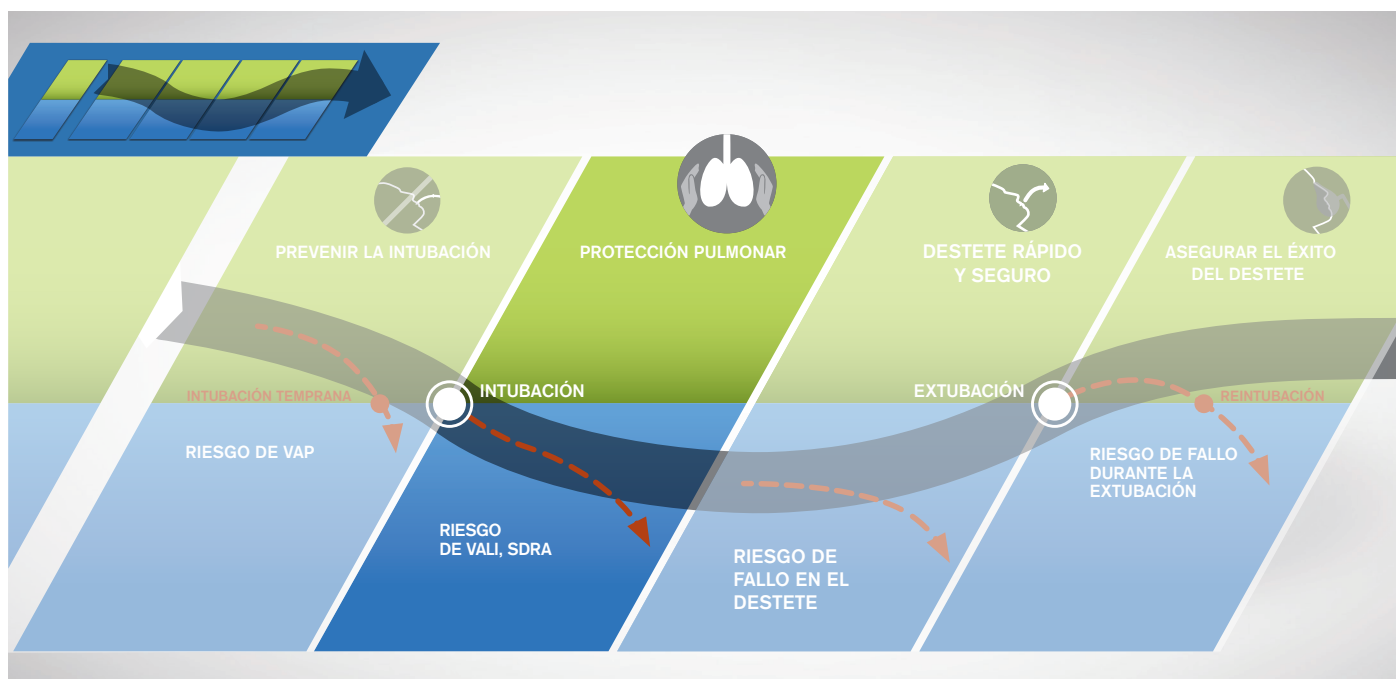 PREVENIR LA INTUBACIÓN
PROTECCIÓN PULMONAR
DESTETE RÁPIDO
Y SEGURO
ASEGURAR EL ÉXITO
DEL DESTETE
INTUBACIÓN TEMPRANA
INTUBACIÓN
EXTUBACIÓN
REINTUBACIÓN
RIESGO DE VAP
RIESGO
DE VALI, SDRA
RIESGO DE
FALLO EN EL
DESTETE
RIESGO DE FALLO
DURANTE LA
EXTUBACIÓN